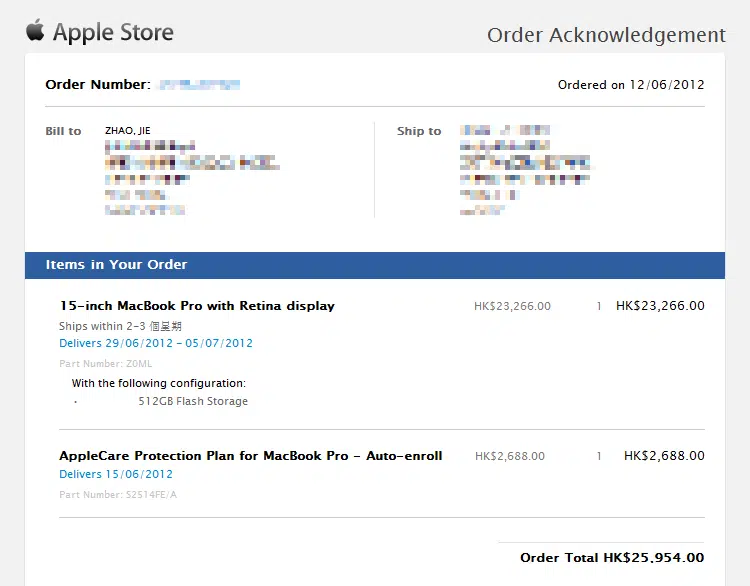 Apple Store
Order Acknowledgement
Order Number:
Ordered on 12/06/2012
Bill to
ZHAO, JIE
Ship to
Items in Your Order
15-inch MacBook Pro with Retina display HK$23,266.00 1 HK$23,266.00
Ships within 2-3 個星期
Delivers 29/06/2012 - 05/07/2012
Part Number: Z0ML
With the following configuration:
· 512GB Flash Storage
AppleCare Protection Plan for MacBook Pro - Auto-enroll HK$2,688.00 1 HK$2,688.00
Delivers 15/06/2012
Part Number: S2514FE/A
Order Total HK$25,954.00